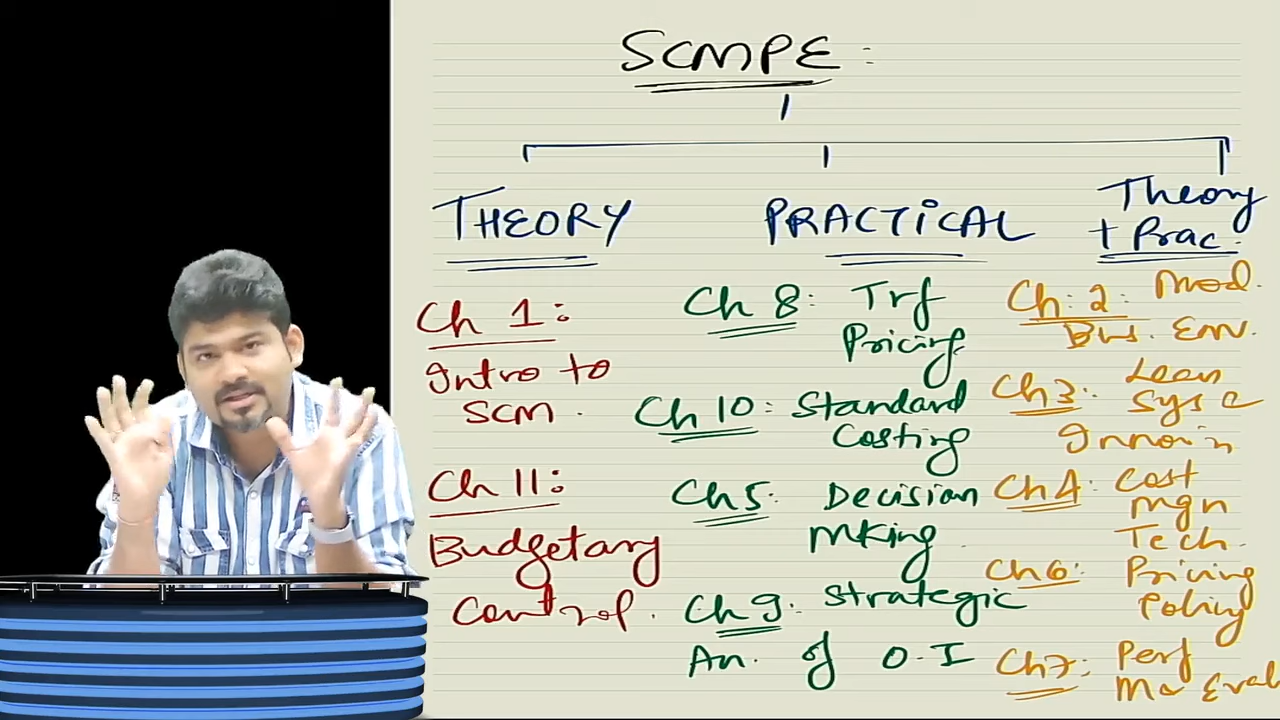 SCMPE:
THEORY
Ch 1:
Intro to
SCM.
Ch 11:
Budgetary
Control.
PRACTICAL
Ch 8: Trf
Pricing
Ch 10: Standard
Costing
Ch 5: Decision
Mking
Ch 9: Strategic
An. of O.I
Theory
+ Prac.
Ch: 2: Mod.
Bus. Env.
Ch 3: Lean
Sys &
Ch 4: Cost
Mgn
Tech.
Ch 6: Pricing
Policy
Ch 7: Perf
Eval